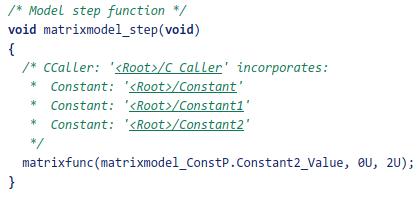 /* Model step function */
void matrixmodel_step(void)
{
/* CCaller: '<Root>/C Caller' incorporates:
* Constant: '<Root>/Constant'
* Constant: '<Root>/Constant1'
* Constant: '<Root>/Constant2'
*/
matrixfunc(matrixmodel_ConstP.Constant2_Value, 0U, 2U);
}